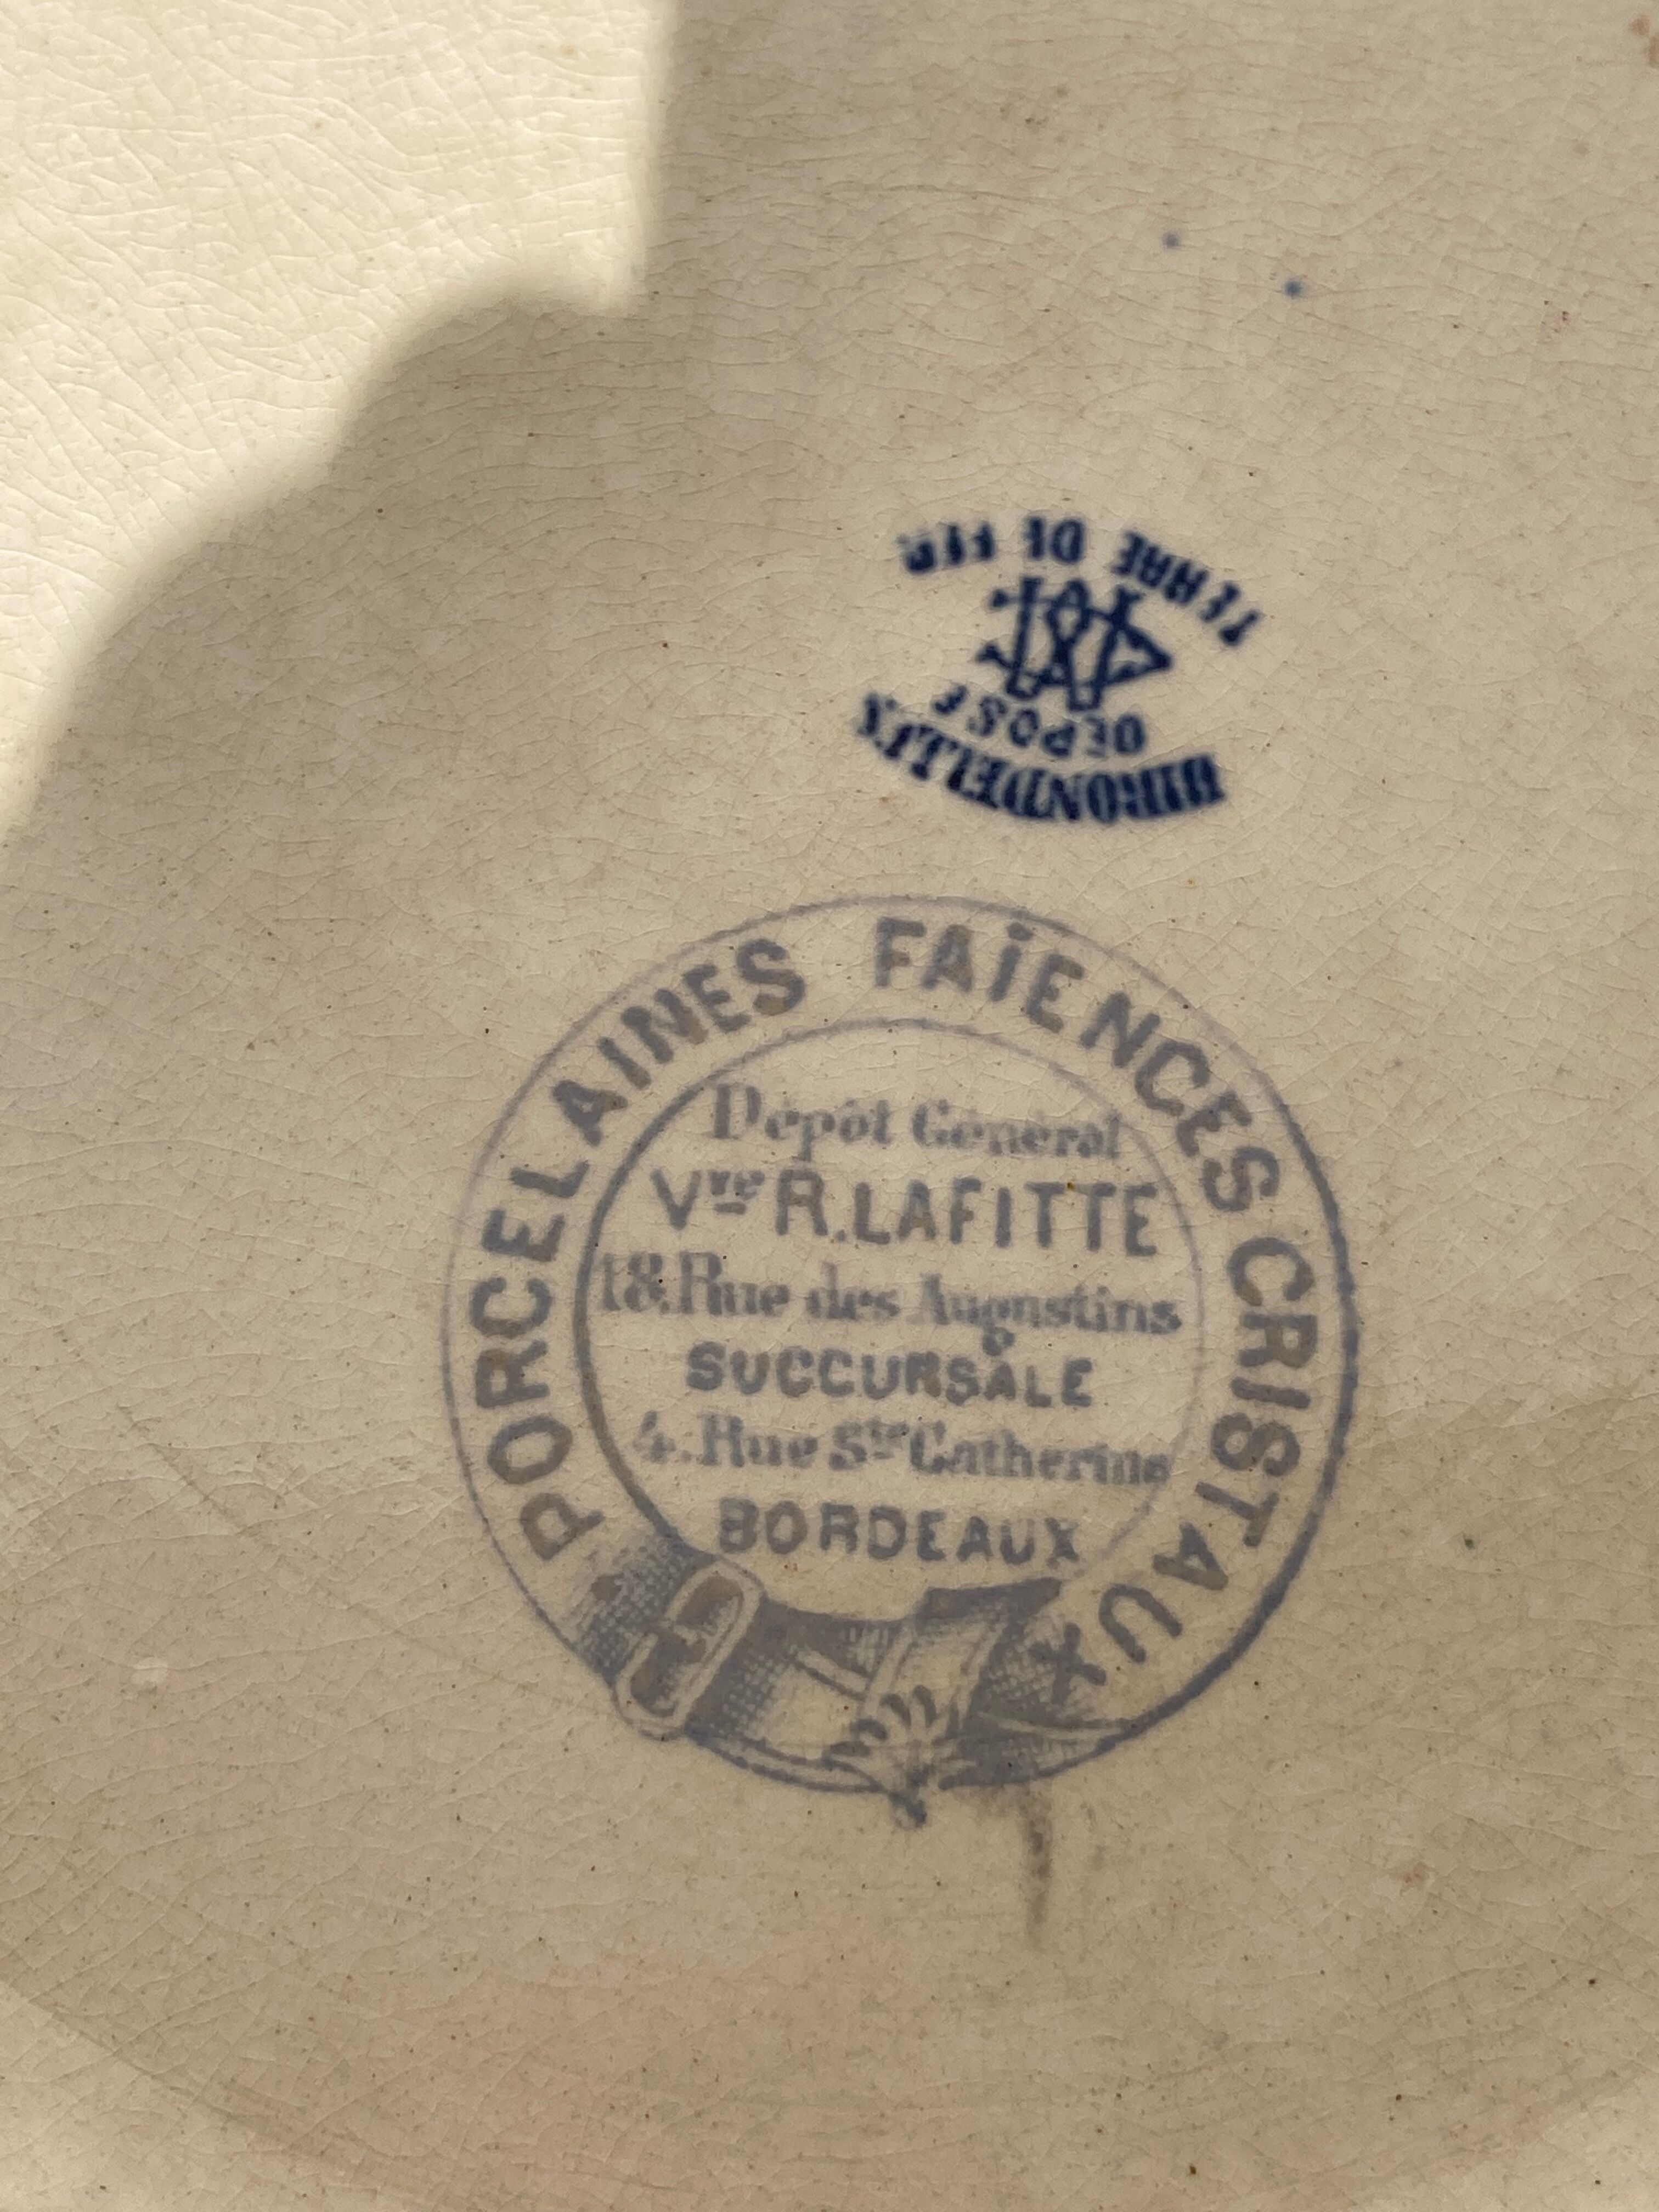 HIRONDELLES
DEPOSE
TERRE DE FER
PORCELAINES FAÏENCES CRISTAUX
Dépôt Général
Vve R. LAFITTE
18. Rue des Augustins
SUCCURSALE
4. Rue Ste Catherine
BORDEAUX